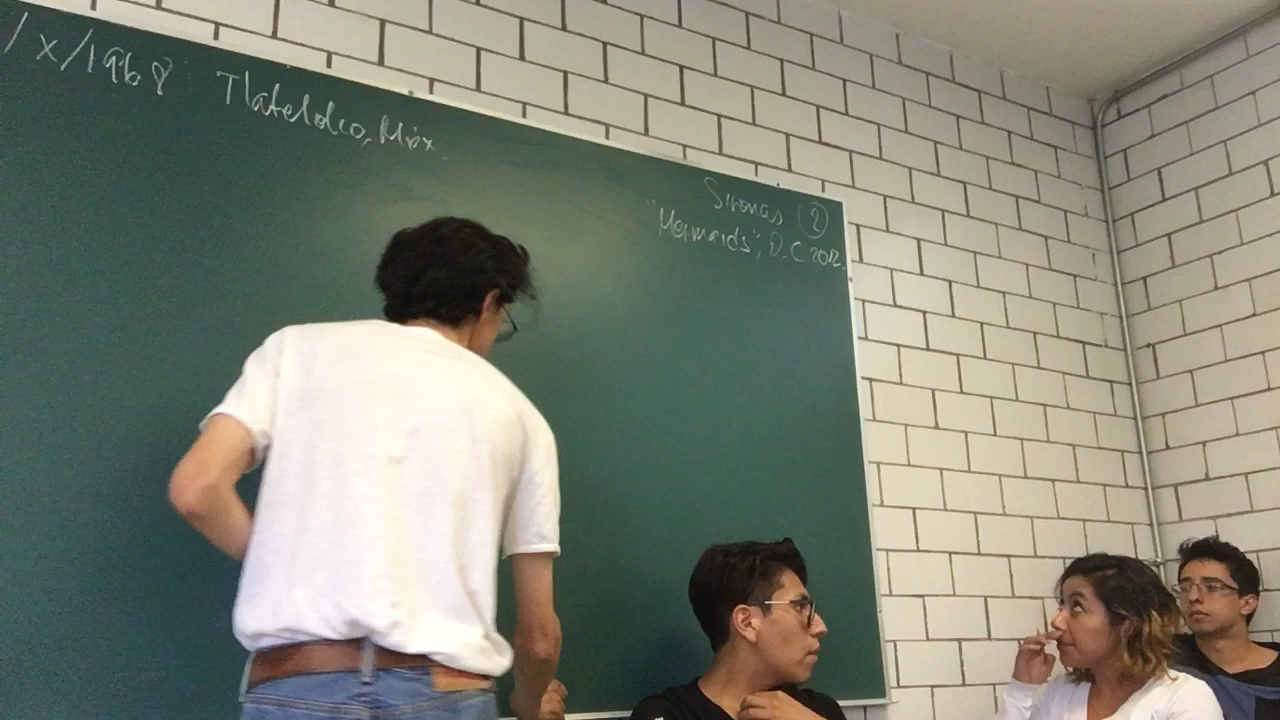 /X/1968 Tlatelolco, Méx.
Sirenas 2
"Mermaids", D.C 2012.